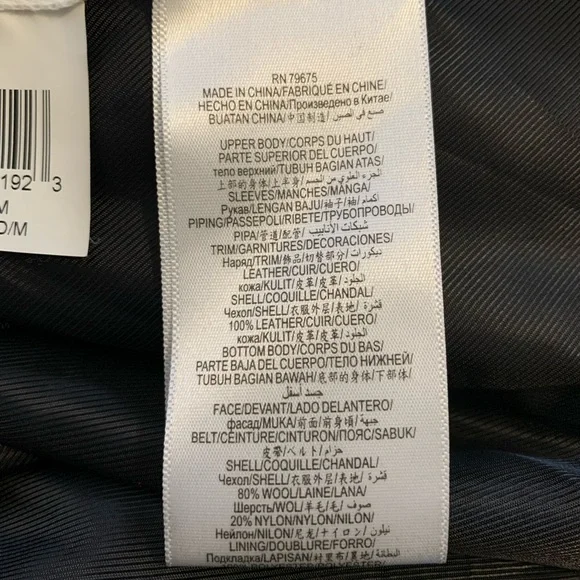 192 3
M
D/M
RN 79675
MADE IN CHINA/FABRIQUÉ EN CHINE/
HECHO EN CHINA/Произведено в Китае/
BUATAN CHINA/中国制造/ صنع في الصين/
UPPER BODY/CORPS DU HAUT/
PARTE SUPERIOR DEL CUERPO/
тело верхний/TUBUH BAGIAN ATAS/
上部的身体/上半身/ الجزء العلوي من الجسم/
SLEEVES/MANCHES/MANGA/
Рукав/LENGAN BAJU/袖子/袖/ أكمام/
PIPING/PASSEPOIL/RIBETE/ТРУБОПРОВОДЫ/
PIPA/管道/配管/ شبكات الأنابيب/
TRIM/GARNITURES/DECORACIONES/
Наряд/TRIM/飾品/切替部分/ ديكورات/
LEATHER/CUIR/CUERO/
кожа/KULIT/皮革/皮革/ الجلود/
SHELL/COQUILLE/CHANDAL/
Чехол/SHELL/衣服外层/表地/ قشرة/
100% LEATHER/CUIR/CUERO/
кожа/KULIT/皮革/皮革/ الجلود/
BOTTOM BODY/CORPS DU BAS/
PARTE BAJA DEL CUERPO/ТЕЛО НИЖНЕЙ/
TUBUH BAGIAN BAWAH/底部的身体/下部体/
جسد أسفل/
FACE/DEVANT/LADO DELANTERO/
фасад/MUKA/前面/前身頃/ جبهة/
BELT/CEINTURE/CINTURON/ПОЯС/SABUK/
皮帶/ベルト/ حزام/
SHELL/COQUILLE/CHANDAL/
Чехол/SHELL/衣服外层/表地/ قشرة/
80% WOOL/LAINE/LANA/
Шерсть/WOL/羊毛/毛/ صوف/
20% NYLON/NYLON/NILON/
Нейлон/NILON/尼龙/ナイロン/ نيلون/
LINING/DOUBLURE/FORRO/
Подкладка/LAPISAN/衬里布/裏地/ البطانة/